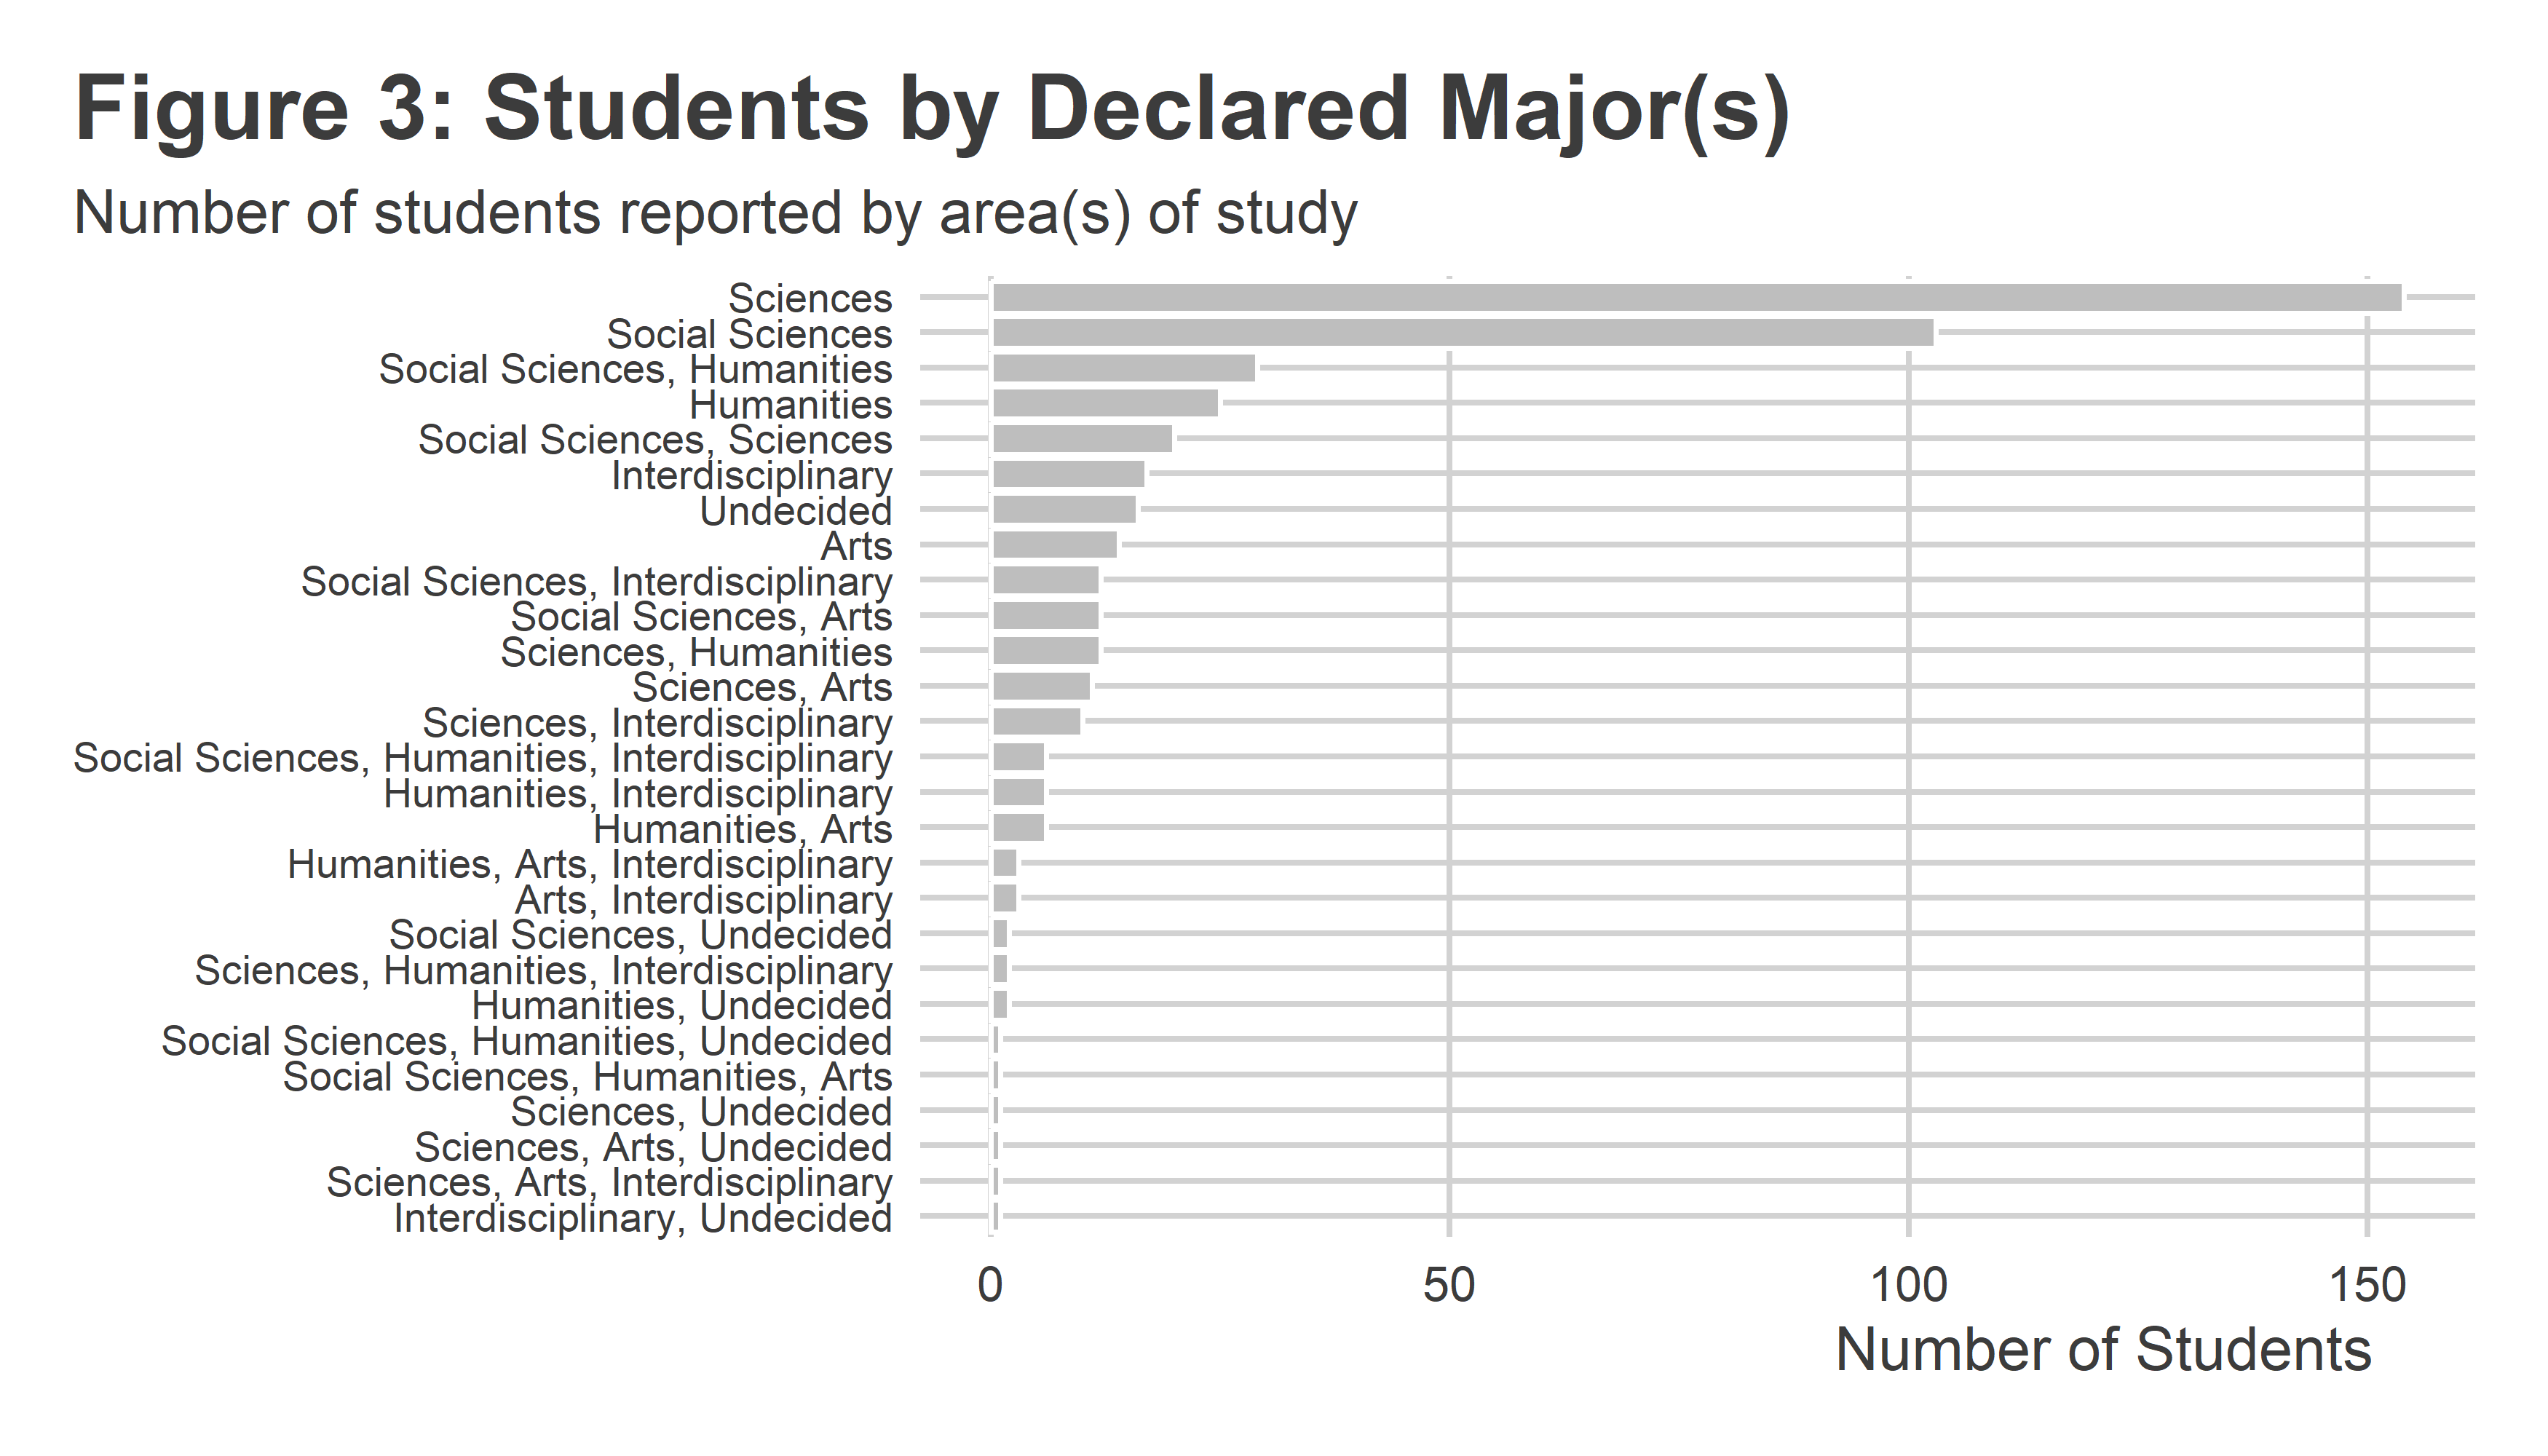 Figure 3: Students by Declared Major(s)
Number of students reported by area(s) of study
Sciences
Social Sciences
Social Sciences, Humanities
Humanities
Social Sciences, Sciences
Interdisciplinary
Undecided
Arts
Social Sciences, Interdisciplinary
Social Sciences, Arts
Sciences, Humanities
Sciences, Arts
Sciences, Interdisciplinary
Social Sciences, Humanities, Interdisciplinary
Humanities, Interdisciplinary
Humanities, Arts
Humanities, Arts, Interdisciplinary
Arts, Interdisciplinary
Social Sciences, Undecided
Sciences, Humanities, Interdisciplinary
Humanities, Undecided
Social Sciences, Humanities, Undecided
Social Sciences, Humanities, Arts
Sciences, Undecided
Sciences, Arts, Undecided
Sciences, Arts, Interdisciplinary
Interdisciplinary, Undecided
0 50 100 150
Number of Students